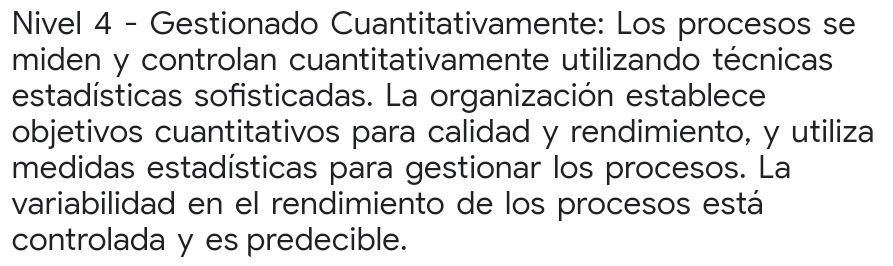 Nivel 4 - Gestionado Cuantitativamente: Los procesos se
miden y controlan cuantitativamente utilizando técnicas
estadísticas sofisticadas. La organización establece
objetivos cuantitativos para calidad y rendimiento, y utiliza
medidas estadísticas para gestionar los procesos. La
variabilidad en el rendimiento de los procesos está
controlada y es predecible.